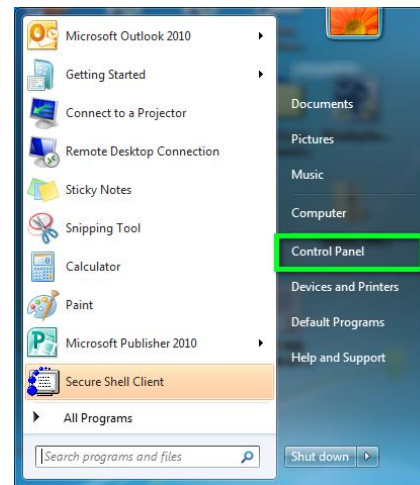 Microsoft Outlook 2010
Getting Started
Connect to a Projector
Remote Desktop Connection
Sticky Notes
Snipping Tool
Calculator
Paint
Microsoft Publisher 2010
Secure Shell Client
All Programs
Search programs and files
Documents
Pictures
Music
Computer
Control Panel
Devices and Printers
Default Programs
Help and Support
Shut down